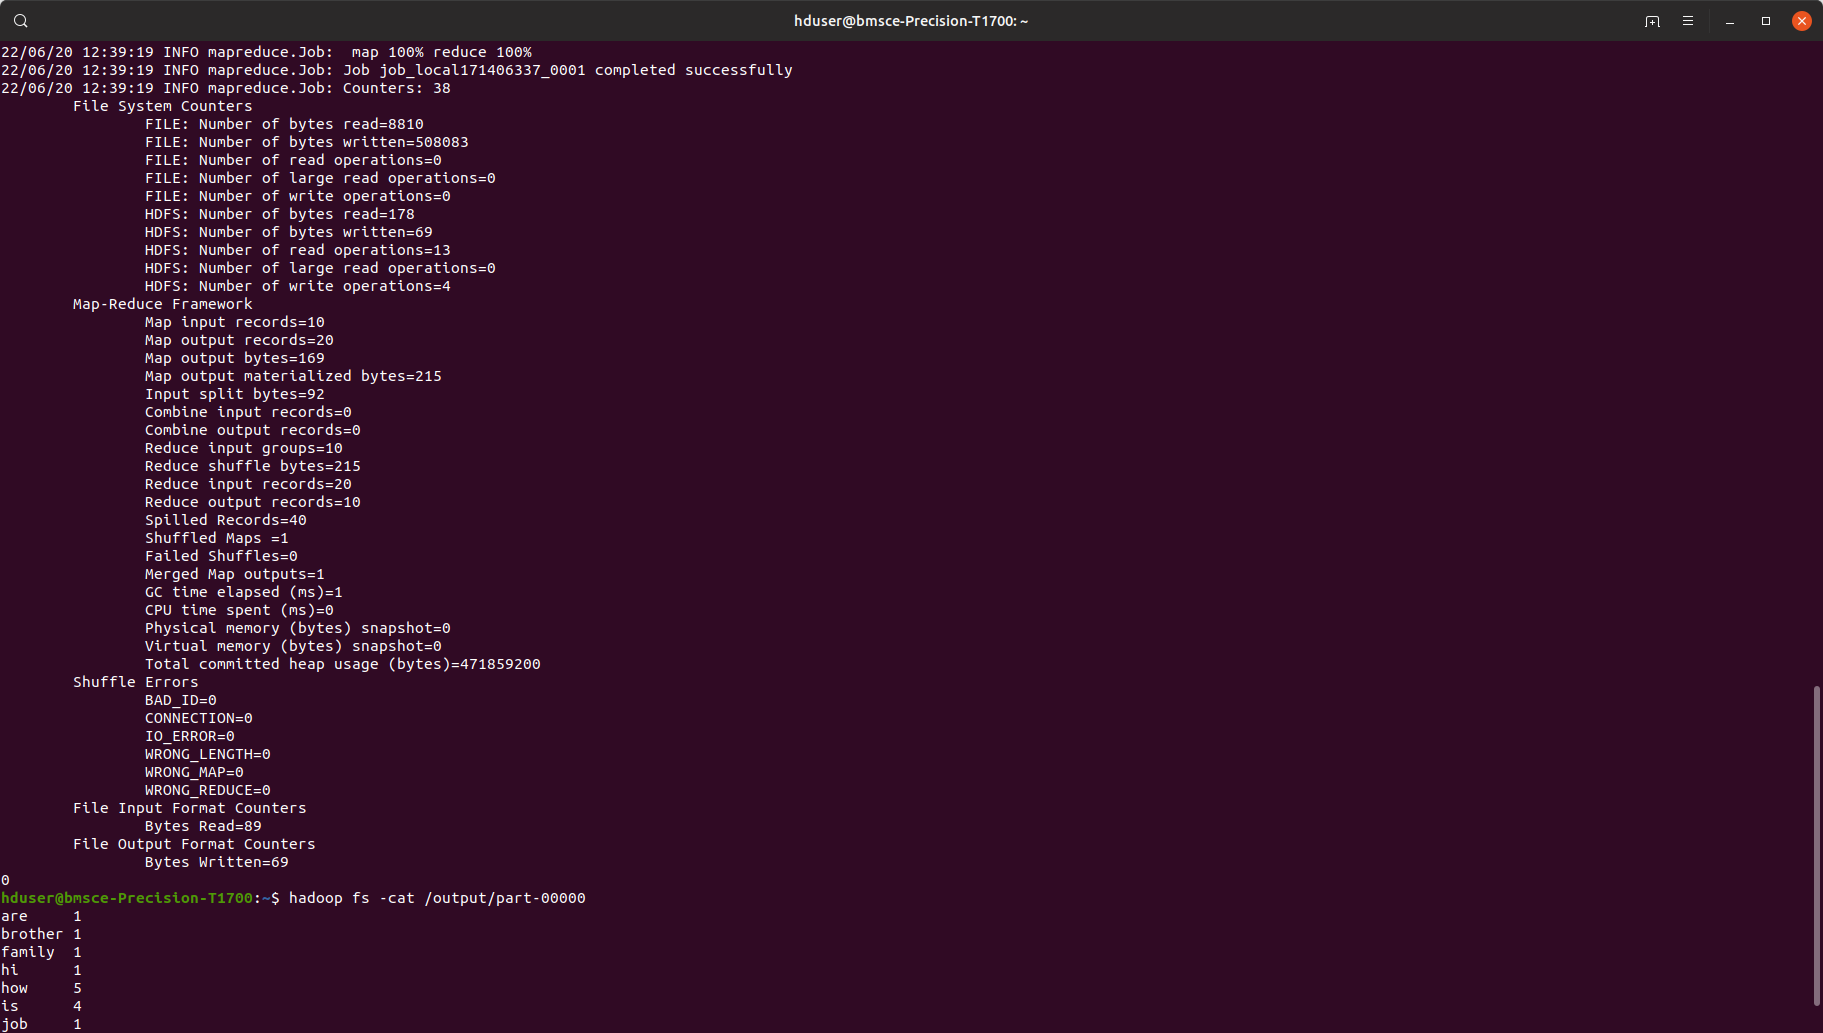 hduser@bmsce-Precision-T1700: ~
22/06/20 12:39:19 INFO mapreduce.Job:  map 100% reduce 100%
22/06/20 12:39:19 INFO mapreduce.Job: Job job_local171406337_0001 completed successfully
22/06/20 12:39:19 INFO mapreduce.Job: Counters: 38
File System Counters
FILE: Number of bytes read=8810
FILE: Number of bytes written=508083
FILE: Number of read operations=0
FILE: Number of large read operations=0
FILE: Number of write operations=0
HDFS: Number of bytes read=178
HDFS: Number of bytes written=69
HDFS: Number of read operations=13
HDFS: Number of large read operations=0
HDFS: Number of write operations=4
Map-Reduce Framework
Map input records=10
Map output records=20
Map output bytes=169
Map output materialized bytes=215
Input split bytes=92
Combine input records=0
Combine output records=0
Reduce input groups=10
Reduce shuffle bytes=215
Reduce input records=20
Reduce output records=10
Spilled Records=40
Shuffled Maps =1
Failed Shuffles=0
Merged Map outputs=1
GC time elapsed (ms)=1
CPU time spent (ms)=0
Physical memory (bytes) snapshot=0
Virtual memory (bytes) snapshot=0
Total committed heap usage (bytes)=471859200
Shuffle Errors
BAD_ID=0
CONNECTION=0
IO_ERROR=0
WRONG_LENGTH=0
WRONG_MAP=0
WRONG_REDUCE=0
File Input Format Counters
Bytes Read=89
File Output Format Counters
Bytes Written=69
0
hduser@bmsce-Precision-T1700:~$ hadoop fs -cat /output/part-00000
are 1
brother 1
family 1
hi 1
how 5
is 4
job 1